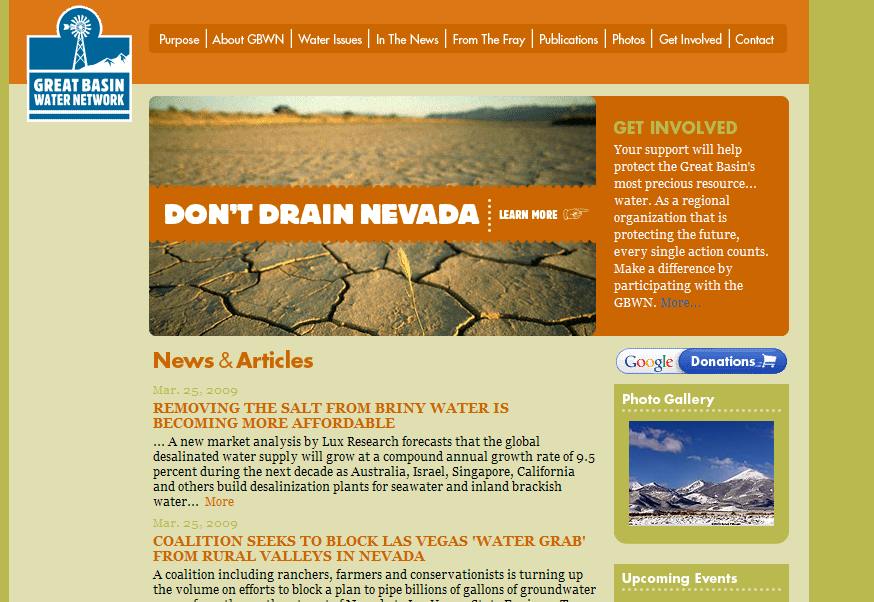 GREAT BASIN
WATER NETWORK
Purpose
About GBWN
Water Issues
In The News
From The Fray
Publications
Photos
Get Involved
Contact
DON'T DRAIN NEVADA
LEARN MORE
GET INVOLVED
Your support will help
protect the Great Basin's
most precious resource...
water. As a regional
organization that is
protecting the future,
every single action counts.
Make a difference by
participating with the
GBWN. More...
News & Articles
Mar. 25, 2009
REMOVING THE SALT FROM BRINY WATER IS
BECOMING MORE AFFORDABLE
... A new market analysis by Lux Research forecasts that the global
desalinated water supply will grow at a compound annual growth rate of 9.5
percent during the next decade as Australia, Israel, Singapore, California
and others build desalinization plants for seawater and inland brackish
water... More
Mar. 25, 2009
COALITION SEEKS TO BLOCK LAS VEGAS 'WATER GRAB'
FROM RURAL VALLEYS IN NEVADA
A coalition including ranchers, farmers and conservationists is turning up
the volume on efforts to block a plan to pipe billions of gallons of groundwater
Google Donations
Photo Gallery
Upcoming Events